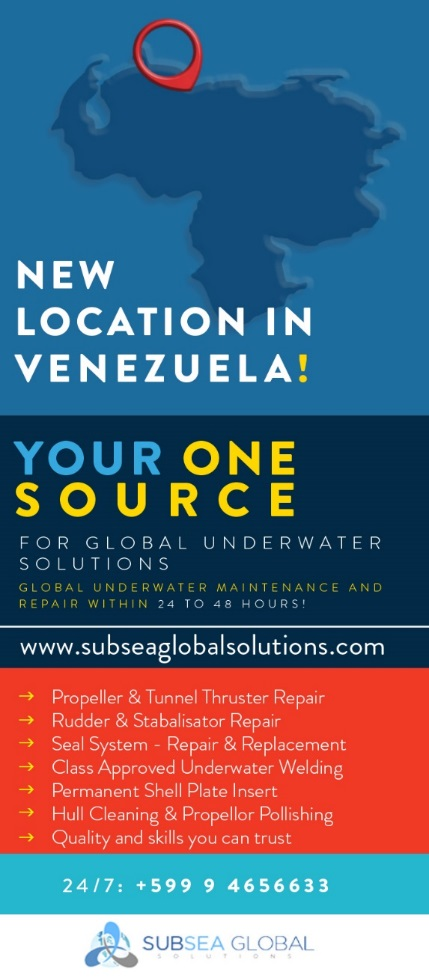 NEW
LOCATION IN
VENEZUELA!
YOUR ONE
SOURCE
FOR GLOBAL UNDERWATER
SOLUTIONS
GLOBAL UNDERWATER MAINTENANCE AND
REPAIR WITHIN 24 TO 48 HOURS!
www.subseaglobalsolutions.com
→ Propeller & Tunnel Thruster Repair
→ Rudder & Stabalisator Repair
→ Seal System - Repair & Replacement
→ Class Approved Underwater Welding
→ Permanent Shell Plate Insert
→ Hull Cleaning & Propellor Pollishing
→ Quality and skills you can trust
24/7: +599 9 4656633
SUBSEA GLOBAL
SOLUTIONS